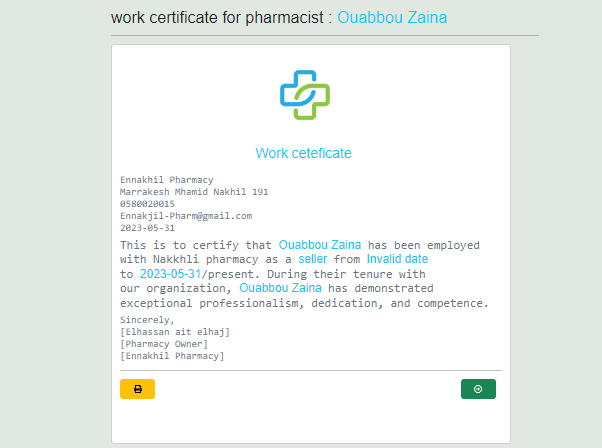 work certificate for pharmacist : Ouabbou Zaina
Work ceteficate
Ennakhil Pharmacy
Marrakesh Mhamid Nakhil 191
0580020015
Ennakjil-Pharm@gmail.com
2023-05-31
This is to certify that Ouabbou Zaina has been employed
with Nakkhli pharmacy as a seller from Invalid date
to 2023-05-31/present. During their tenure with
our organization, Ouabbou Zaina has demonstrated
exceptional professionalism, dedication, and competence.
Sincerely,
[Elhassan ait elhaj]
[Pharmacy Owner]
[Ennakhil Pharmacy]